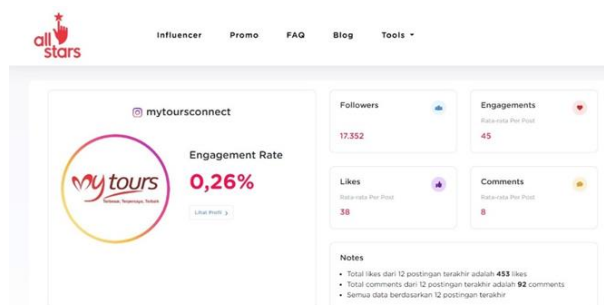 all
stars
Influencer Promo FAQ Blog Tools
mytoursconnect
my tours
Engagement Rate
0,26%
Lihat Profil
Followers
17.352
Engagements
Rata-rata Per Post
45
Likes
Rata-rata Per Post
38
Comments
Rata-rata Per Post
8
Notes
Total likes dari 12 postingan terakhir adalah 453 likes
Total comments dari 12 postingan terakhir adalah 92 comments
Semua data berdasarkan 12 postingan terakhir